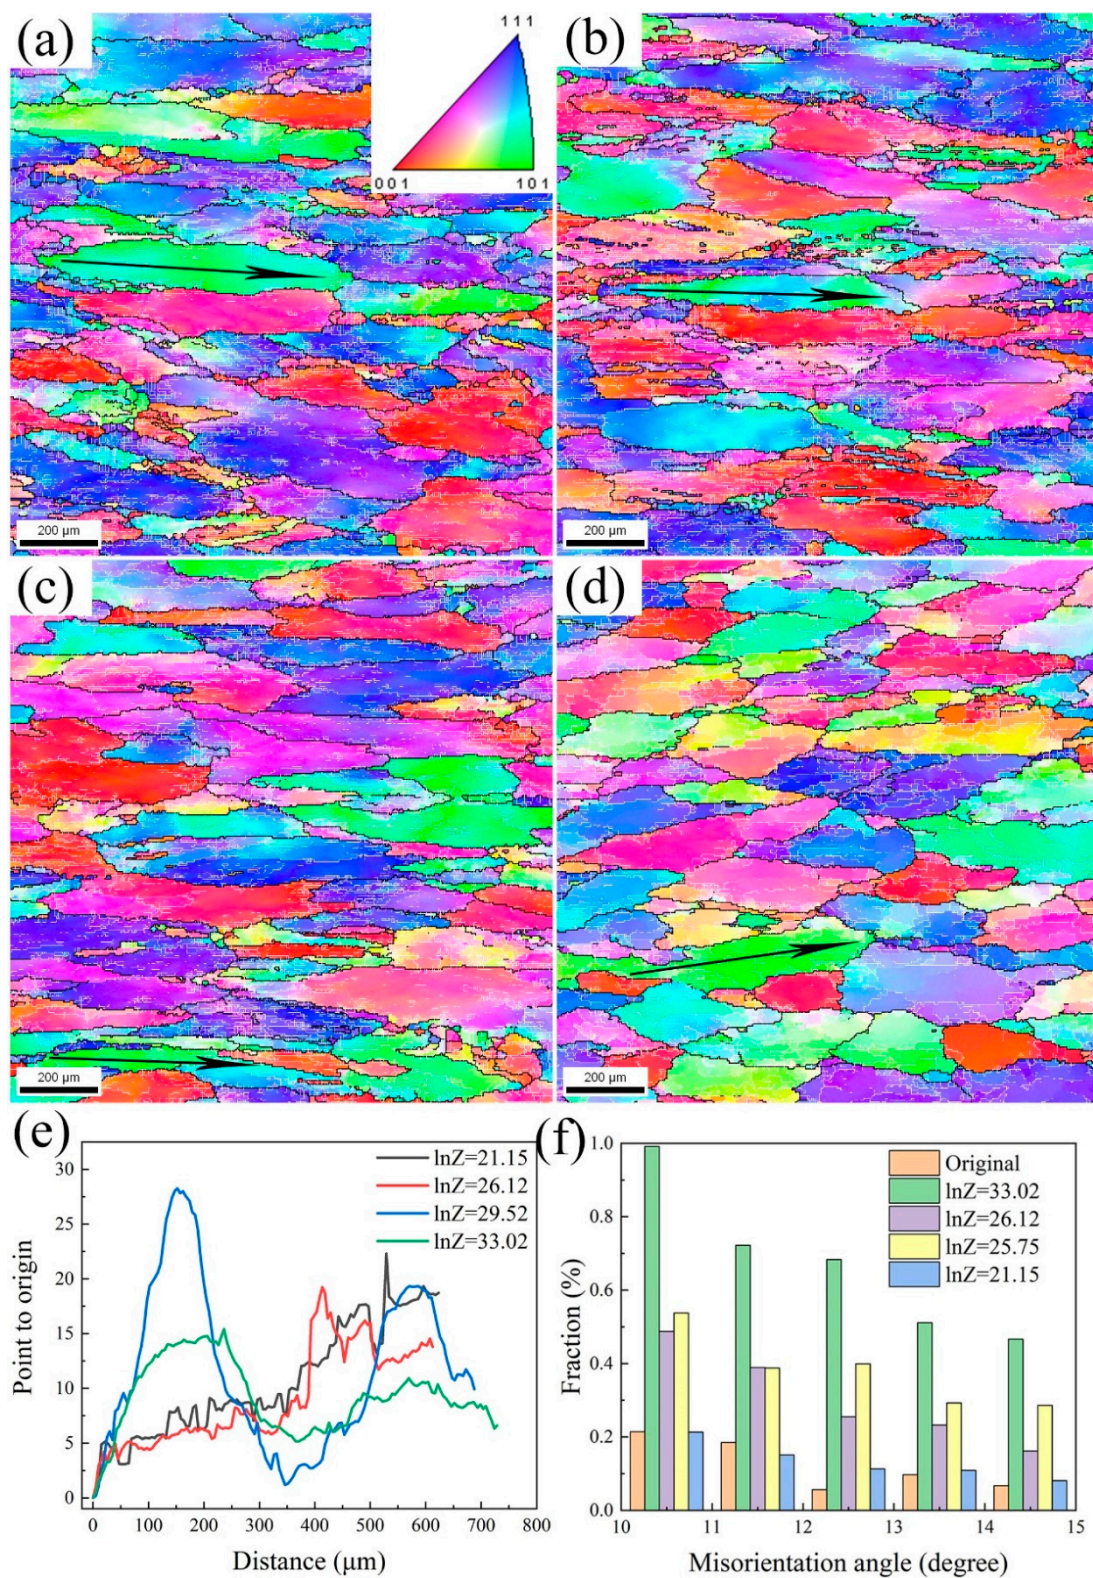 (a)
111
001
101
200 μm
(b)
200 μm
(c)
200 μm
(d)
200 μm
(e)
lnZ=21.15
lnZ=26.12
lnZ=29.52
lnZ=33.02
Point to origin
30
25
20
15
10
5
0
0 100 200 300 400 500 600 700 800
Distance (μm)
(f)
Original
lnZ=33.02
lnZ=26.12
lnZ=25.75
lnZ=21.15
Fraction (%)
1.0
0.8
0.6
0.4
0.2
0.0
10 11 12 13 14 15
Misorientation angle (degree)